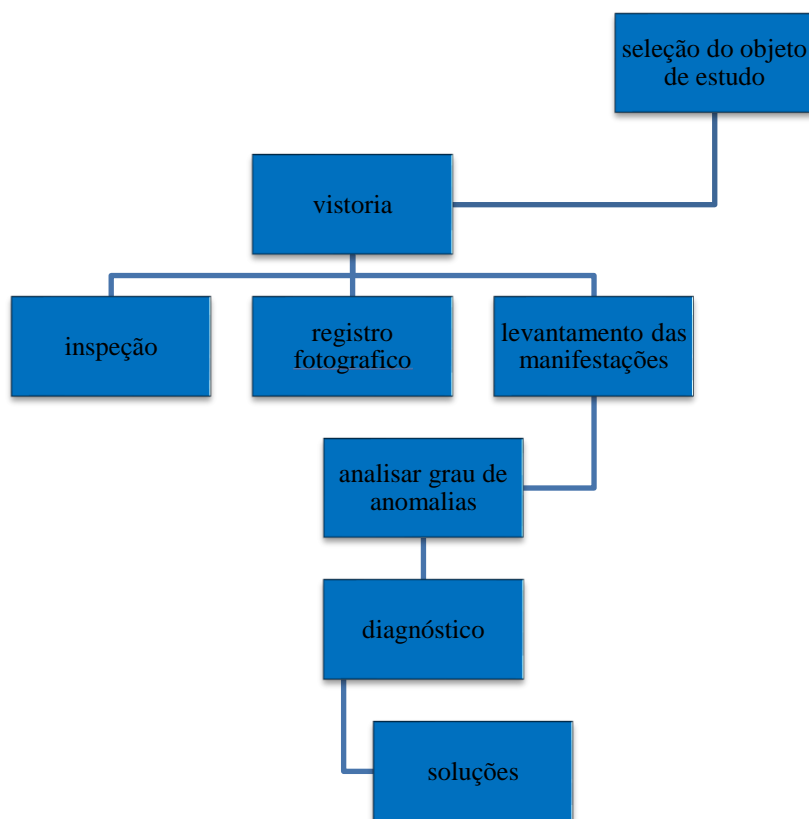 seleção do objeto
de estudo
vistoria
inspeção
registro
fotografico
levantamento das
manifestações
analisar grau de
anomalias
diagnóstico
soluções